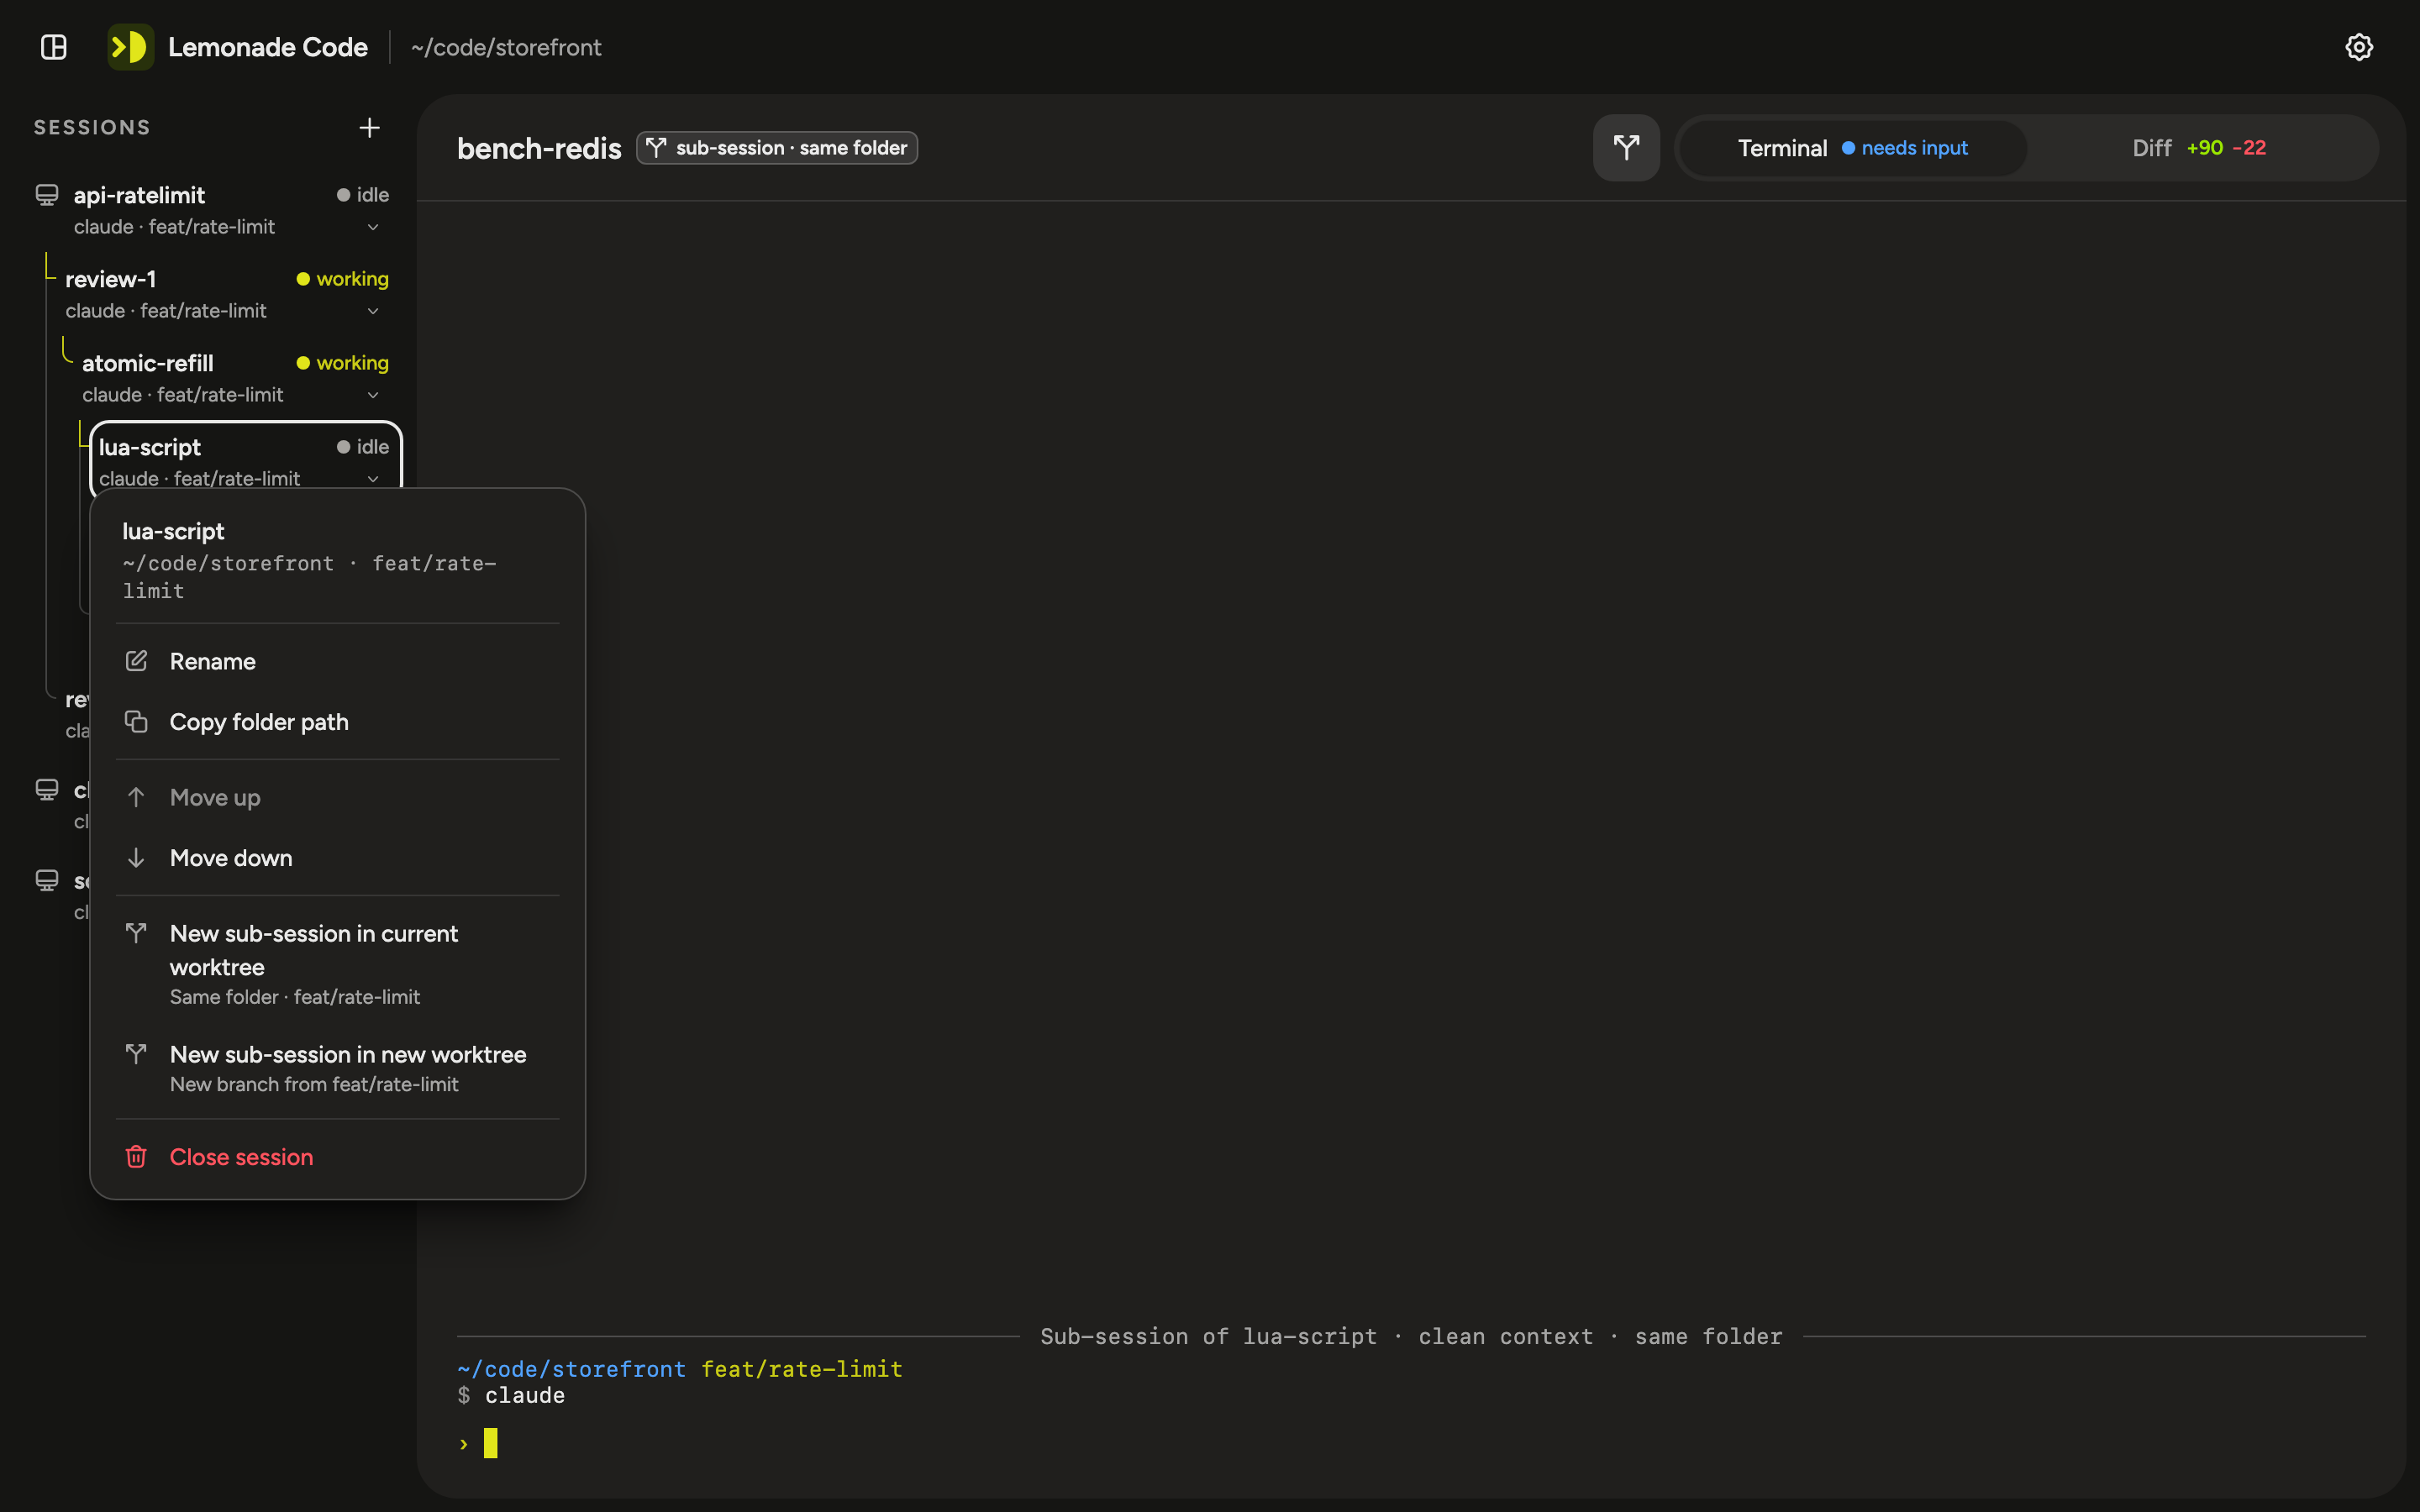 Lemonade Code
~/code/storefront
SESSIONS
api-ratelimit
idle
claude · feat/rate-limit
review-1
working
claude · feat/rate-limit
atomic-refill
working
claude · feat/rate-limit
lua-script
idle
claude · feat/rate-limit
lua-script
~/code/storefront · feat/rate-
limit
Rename
Copy folder path
Move up
Move down
New sub-session in current
worktree
Same folder · feat/rate-limit
New sub-session in new worktree
New branch from feat/rate-limit
Close session
bench-redis
sub-session · same folder
Terminal
needs input
Diff +90 -22
Sub-session of lua-script · clean context · same folder
~/code/storefront feat/rate-limit
$ claude
›